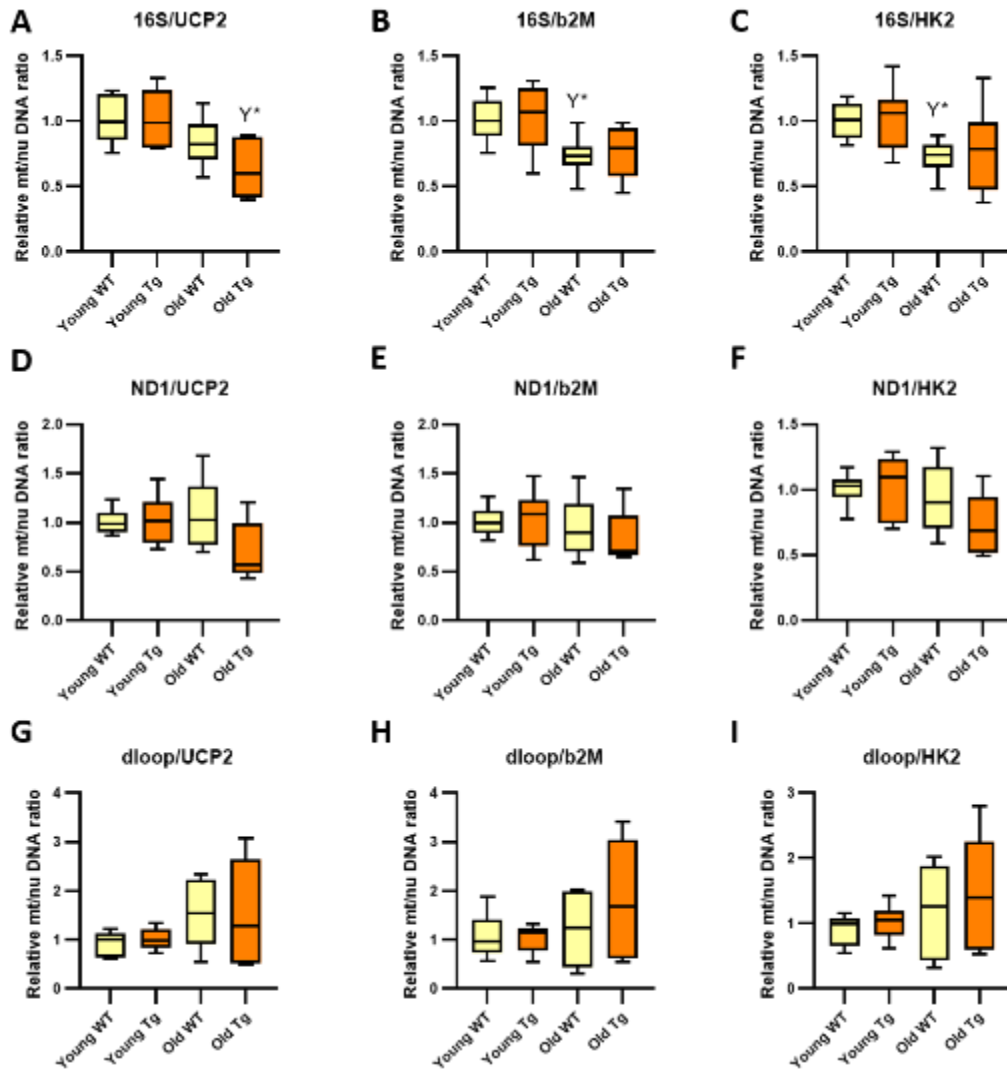 A
16S/UCP2
Relative mt/nu DNA ratio
1.5
1.0
0.5
0.0
Y*
Young WT
Young Tg
Old WT
Old Tg
B
16S/b2M
Relative mt/nu DNA ratio
1.5
1.0
0.5
0.0
Y*
Young WT
Young Tg
Old WT
Old Tg
C
16S/HK2
Relative mt/nu DNA ratio
1.5
1.0
0.5
0.0
Y*
Young WT
Young Tg
Old WT
Old Tg
D
ND1/UCP2
Relative mt/nu DNA ratio
2.0
1.5
1.0
0.5
0.0
Young WT
Young Tg
Old WT
Old Tg
E
ND1/b2M
Relative mt/nu DNA ratio
2.0
1.5
1.0
0.5
0.0
Young WT
Young Tg
Old WT
Old Tg
F
ND1/HK2
Relative mt/nu DNA ratio
1.5
1.0
0.5
0.0
Young WT
Young Tg
Old WT
Old Tg
G
dloop/UCP2
Relative mt/nu DNA ratio
4
3
2
1
0
Young WT
Young Tg
Old WT
Old Tg
H
dloop/b2M
Relative mt/nu DNA ratio
4
3
2
1
0
Young WT
Young Tg
Old WT
Old Tg
I
dloop/HK2
Relative mt/nu DNA ratio
3
2
1
0
Young WT
Young Tg
Old WT
Old Tg